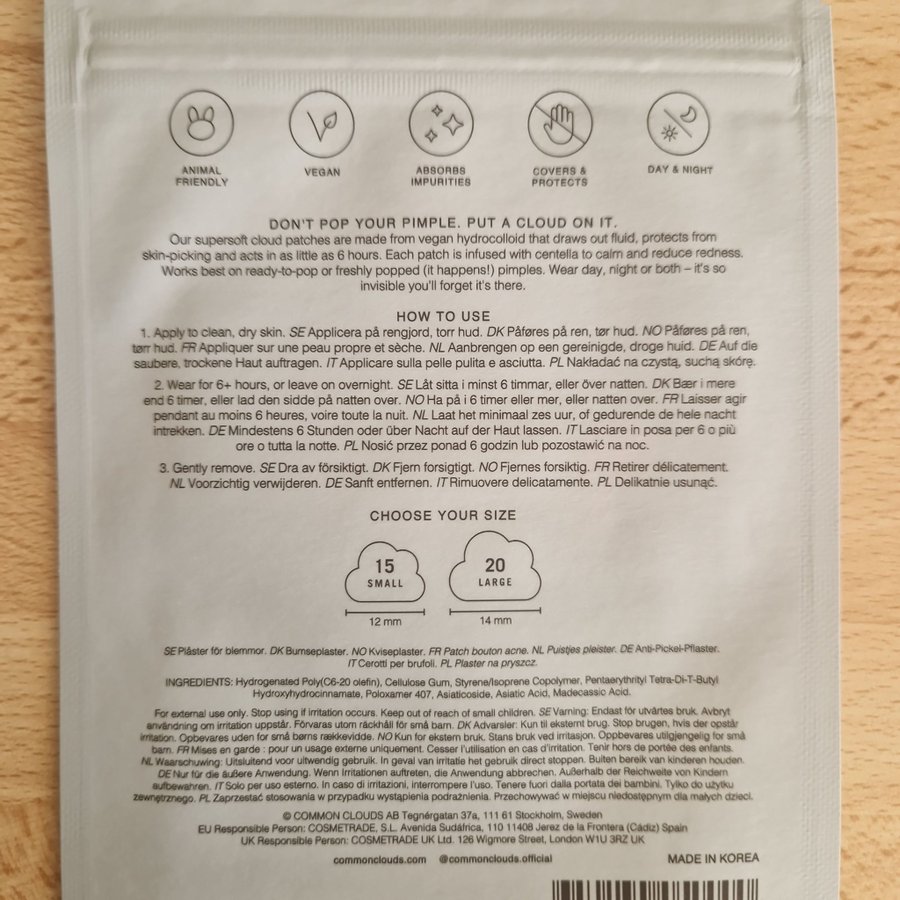 ANIMAL FRIENDLY
VEGAN
ABSORBS IMPURITIES
COVERS & PROTECTS
DAY & NIGHT
DON'T POP YOUR PIMPLE. PUT A CLOUD ON IT.
Our supersoft cloud patches are made from vegan hydrocolloid that draws out fluid, protects from
skin-picking and acts in as little as 6 hours. Each patch is infused with centella to calm and reduce redness.
Works best on ready-to-pop or freshly popped (it happens!) pimples. Wear day, night or both – it's so
invisible you'll forget it's there.
HOW TO USE
1. Apply to clean, dry skin. SE Applicera på rengjord, torr hud. DK Påføres på ren, tør hud. NO Påføres på ren,
tørr hud. FR Appliquer sur une peau propre et sèche. NL Aanbrengen op een gereinigde, droge huid. DE Auf die
saubere, trockene Haut auftragen. IT Applicare sulla pelle pulita e asciutta. PL Nakładać na czystą, suchą skórę.
2. Wear for 6+ hours, or leave on overnight. SE Låt sitta i minst 6 timmar, eller över natten. DK Bær i mere
end 6 timer, eller lad den sidde på natten over. NO Ha på i 6 timer eller mer, eller natten over. FR Laisser agir
pendant au moins 6 heures, voire toute la nuit. NL Laat het minimaal zes uur, of gedurende de hele nacht
intrekken. DE Mindestens 6 Stunden oder über Nacht auf der Haut lassen. IT Lasciare in posa per 6 o più
ore o tutta la notte. PL Nosić przez ponad 6 godzin lub pozostawić na noc.
3. Gently remove. SE Dra av försiktigt. DK Fjern forsigtigt. NO Fjernes forsiktig. FR Retirer délicatement.
NL Voorzichtig verwijderen. DE Sanft entfernen. IT Rimuovere delicatamente. PL Delikatnie usunąć.
CHOOSE YOUR SIZE
15 SMALL
20 LARGE
12 mm
14 mm
SE Plåster för blemmor. DK Bumseplaster. NO Kviseplaster. FR Patch bouton acne. NL Puistjes pleister. DE Anti-Pickel-Pflaster.
IT Cerotti per brufoli. PL Plaster na pryszcz.
INGREDIENTS: Hydrogenated Poly(C6-20 olefin), Cellulose Gum, Styrene/Isoprene Copolymer, Pentaerythrityl Tetra-Di-T-Butyl
Hydroxyhydrocinnamate, Poloxamer 407, Asiaticoside, Asiatic Acid, Madecassic Acid.
For external use only. Stop using if irritation occurs. Keep out of reach of small children. SE Varning: Endast för utvärtes bruk. Avbryt
användning om irritation uppstår. Förvaras utom räckhåll för små barn. DK Advarsler: Kun til eksternt brug. Stop brugen, hvis der opstår
irritation. Opbevares uden for små børns rækkevidde. NO Kun for ekstern bruk. Stans bruk ved irritasjon. Oppbevares utilgjengelig for små
barn. FR Mises en garde : pour un usage externe uniquement. Cesser l'utilisation en cas d'irritation. Tenir hors de portée des enfants.
NL Waarschuwing: Uitsluitend voor uitwendig gebruik. In geval van irritatie het gebruik direct stoppen. Buiten bereik van kinderen houden.
DE Nur für die äußere Anwendung. Wenn Irritationen auftreten, die Anwendung abbrechen. Außerhalb der Reichweite von Kindern
aufbewahren. IT Solo per uso esterno. In caso di irritazioni, interrompere l'uso. Tenere fuori dalla portata dei bambini. Tylko do użytku
zewnętrznego. PL Zaprzestać stosowania w przypadku wystąpienia podrażnienia. Przechowywać w miejscu niedostępnym dla małych dzieci.
© COMMON CLOUDS AB Tegnérgatan 37a, 111 61 Stockholm, Sweden
EU Responsible Person: COSMETRADE, S.L. Avenida Sudáfrica, 110 11408 Jerez de la Frontera (Cádiz) Spain
UK Responsible Person: COSMETRADE UK Ltd. 126 Wigmore Street, London W1U 3RZ UK
commonclouds.com @commonclouds.official
MADE IN KOREA